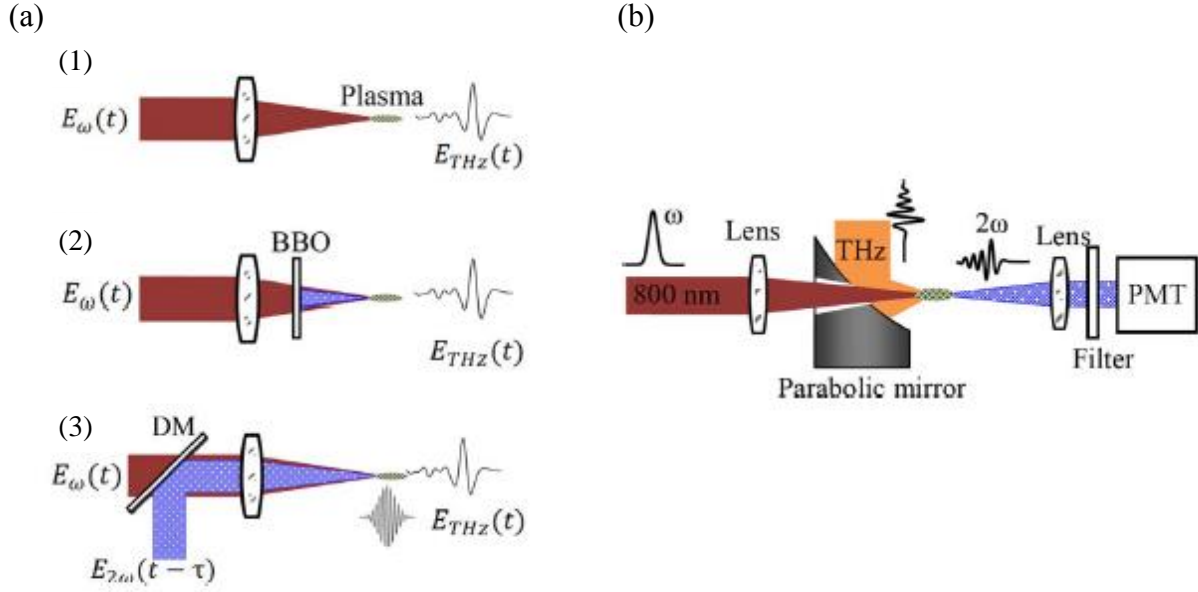 (a)
(1)
E_ω(t)
Plasma
E_THz(t)
(2)
BBO
E_ω(t)
E_THz(t)
(3)
DM
E_ω(t)
E_THz(t)
E_2ω(t − τ)
(b)
ω
Lens
THz
2ω
Lens
800 nm
PMT
Filter
Parabolic mirror